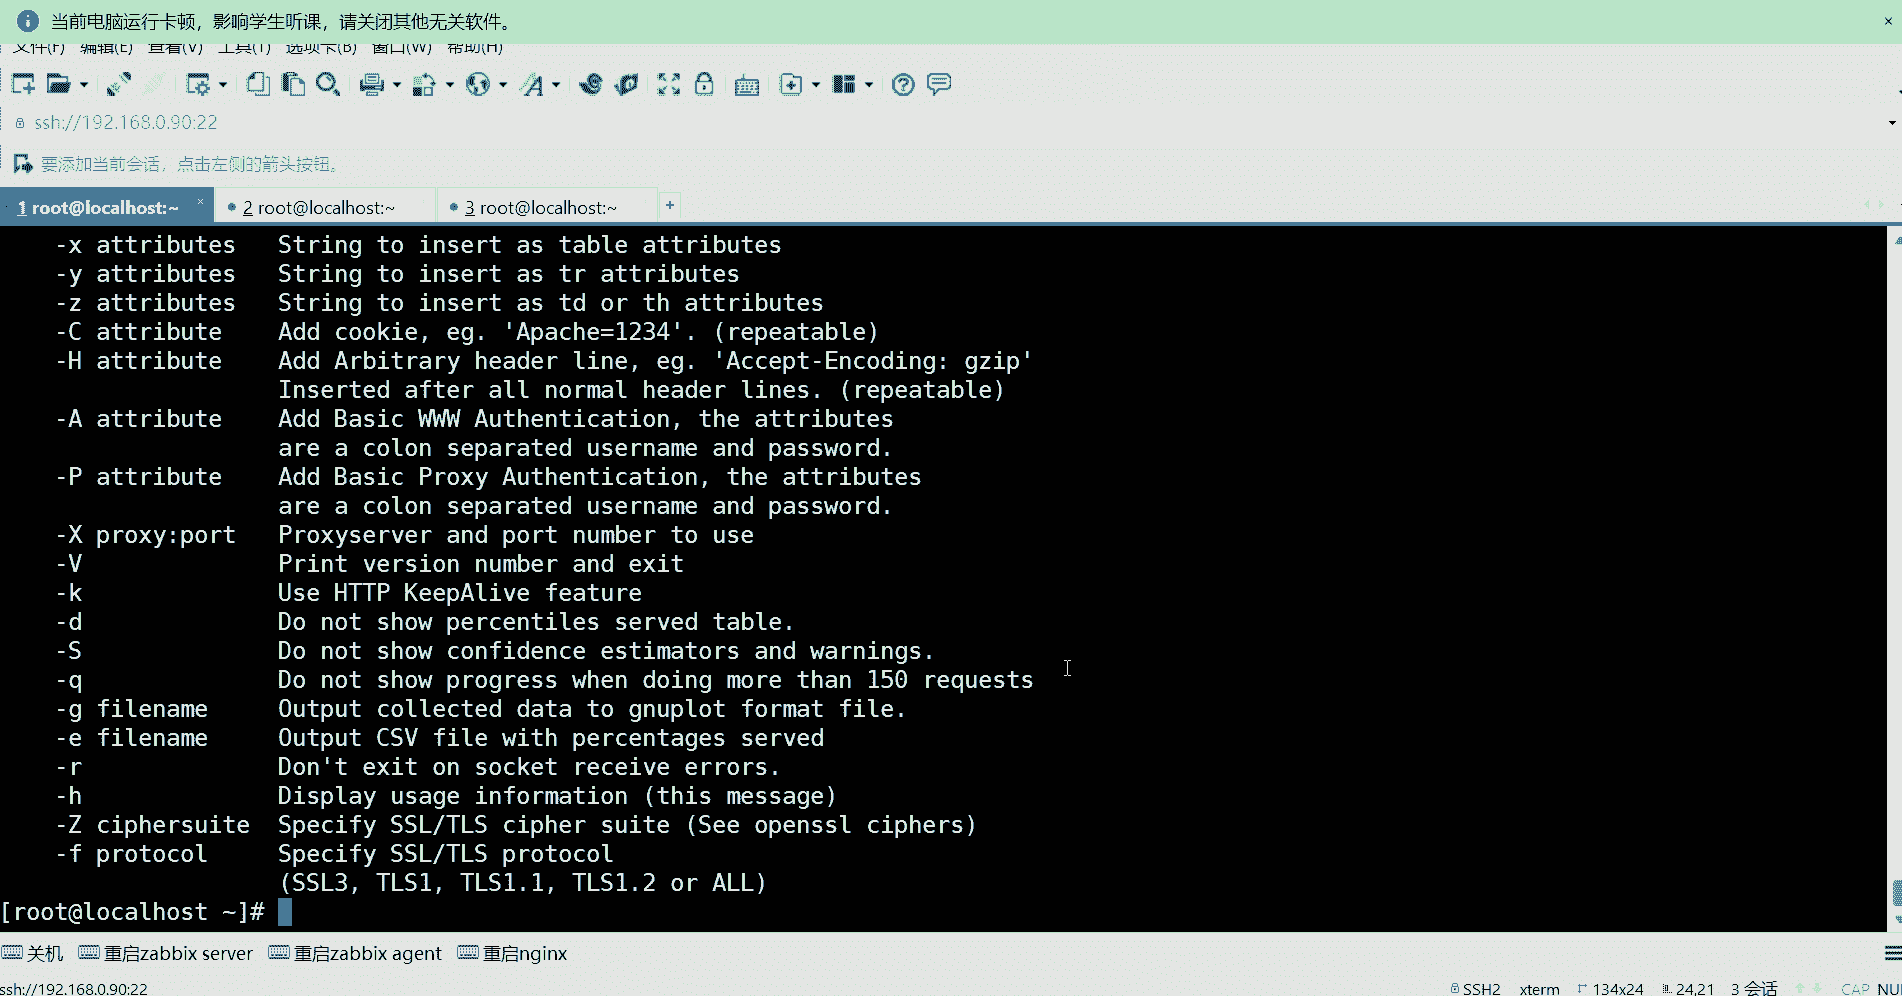 当前电脑运行卡顿，影响学生听课，请关闭其他无关软件。
文件(F) 编辑(E) 查看(V) 工具(T) 选项卡(B) 窗口(W) 帮助(H)
ssh://192.168.0.90:22
要添加当前会话，点击左侧的箭头按钮。
1 root@localhost:~ 2 root@localhost:~ 3 root@localhost:~
-x attributes String to insert as table attributes
-y attributes String to insert as tr attributes
-z attributes String to insert as td or th attributes
-C attribute Add cookie, eg. 'Apache=1234'. (repeatable)
-H attribute Add Arbitrary header line, eg. 'Accept-Encoding: gzip'
Inserted after all normal header lines. (repeatable)
-A attribute Add Basic WWW Authentication, the attributes
are a colon separated username and password.
-P attribute Add Basic Proxy Authentication, the attributes
are a colon separated username and password.
-X proxy:port Proxyserver and port number to use
-V Print version number and exit
-k Use HTTP KeepAlive feature
-d Do not show percentiles served table.
-S Do not show confidence estimators and warnings.
-q Do not show progress when doing more than 150 requests
-g filename Output collected data to gnuplot format file.
-e filename Output CSV file with percentages served
-r Don't exit on socket receive errors.
-h Display usage information (this message)
-Z ciphersuite Specify SSL/TLS cipher suite (See openssl ciphers)
-f protocol Specify SSL/TLS protocol
(SSL3, TLS1, TLS1.1, TLS1.2 or ALL)
[root@localhost ~]#
关机 重启zabbix server 重启zabbix agent 重启nginx
ssh://192.168.0.90:22 SSH2 xterm 134x24 24,21 3 会话 CAP NU